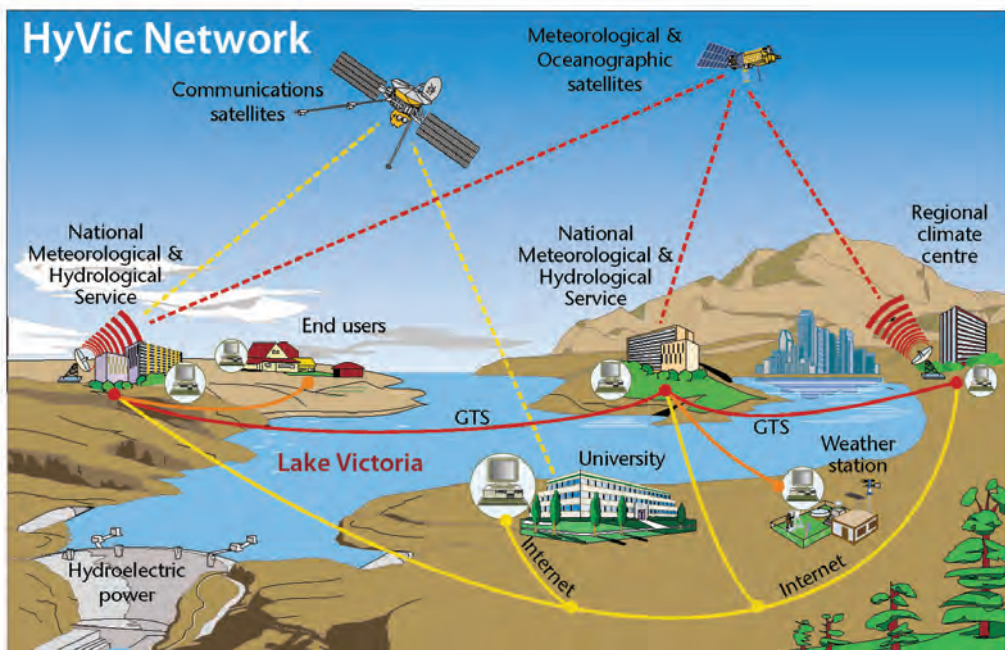 HyVic Network
Meteorological &
Oceanographic
satellites
Communications
satellites
National
Meteorological &
Hydrological
Service
National
Meteorological &
Hydrological
Service
Regional
climate
centre
End users
GTS
GTS
Lake Victoria
University
Weather
station
Internet
Internet
Hydroelectric
power